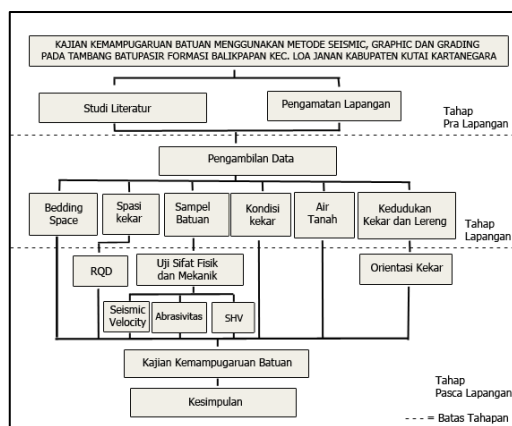 KAJIAN KEMAMPUGARUAN BATUAN MENGGUNAKAN METODE SEISMIC, GRAPHIC DAN GRADING
PADA TAMBANG BATUPASIR FORMASI BALIKPAPAN KEC. LOA JANAN KABUPATEN KUTAI KARTANEGARA
Studi Literatur
Pengamatan Lapangan
Tahap
Pra Lapangan
Pengambilan Data
Bedding
Space
Spasi
kekar
Sampel
Batuan
Kondisi
kekar
Air
Tanah
Kedudukan
Kekar dan Lereng
Tahap
Lapangan
RQD
Uji Sifat Fisik
dan Mekanik
Orientasi Kekar
Seismic
Velocity
Abrasivitas
SHV
Kajian Kemampugaruan Batuan
Kesimpulan
Tahap
Pasca Lapangan
- - - = Batas Tahapan